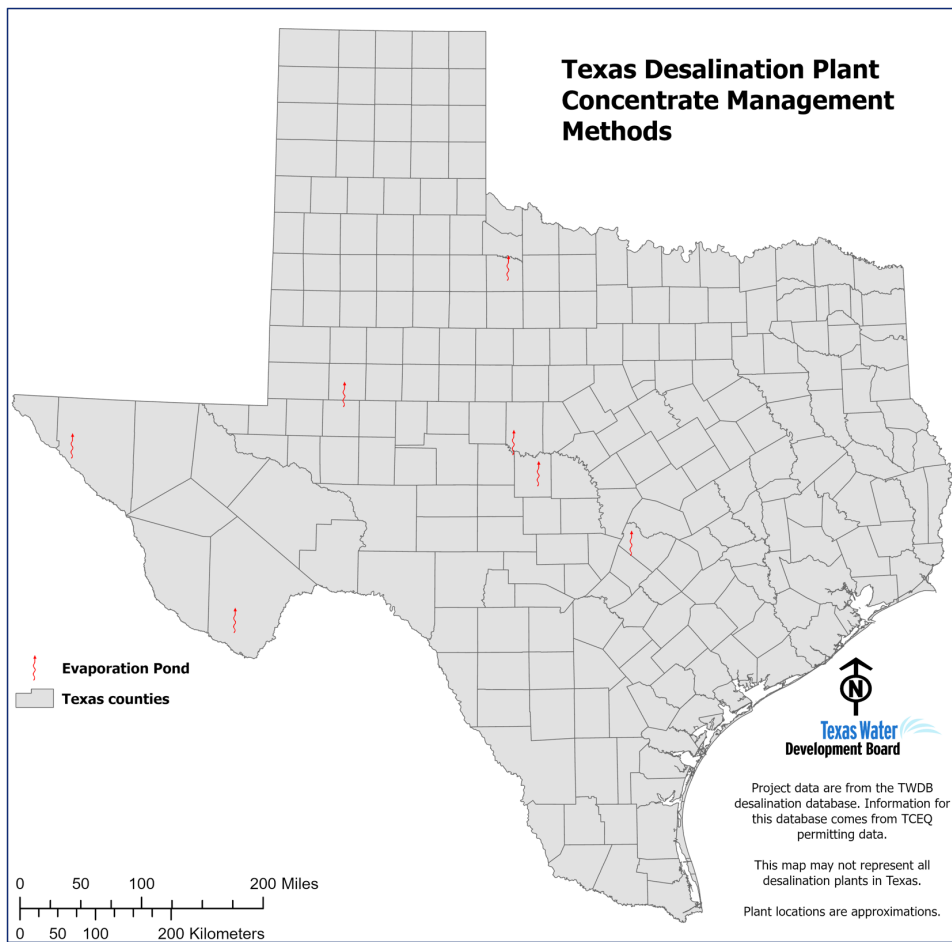 Texas Desalination Plant
Concentrate Management
Methods
Evaporation Pond
Texas counties
N
Texas Water
Development Board
Project data are from the TWDB
desalination database. Information for
this database comes from TCEQ
permitting data.
This map may not represent all
desalination plants in Texas.
Plant locations are approximations.
0 50 100 200 Miles
0 50 100 200 Kilometers